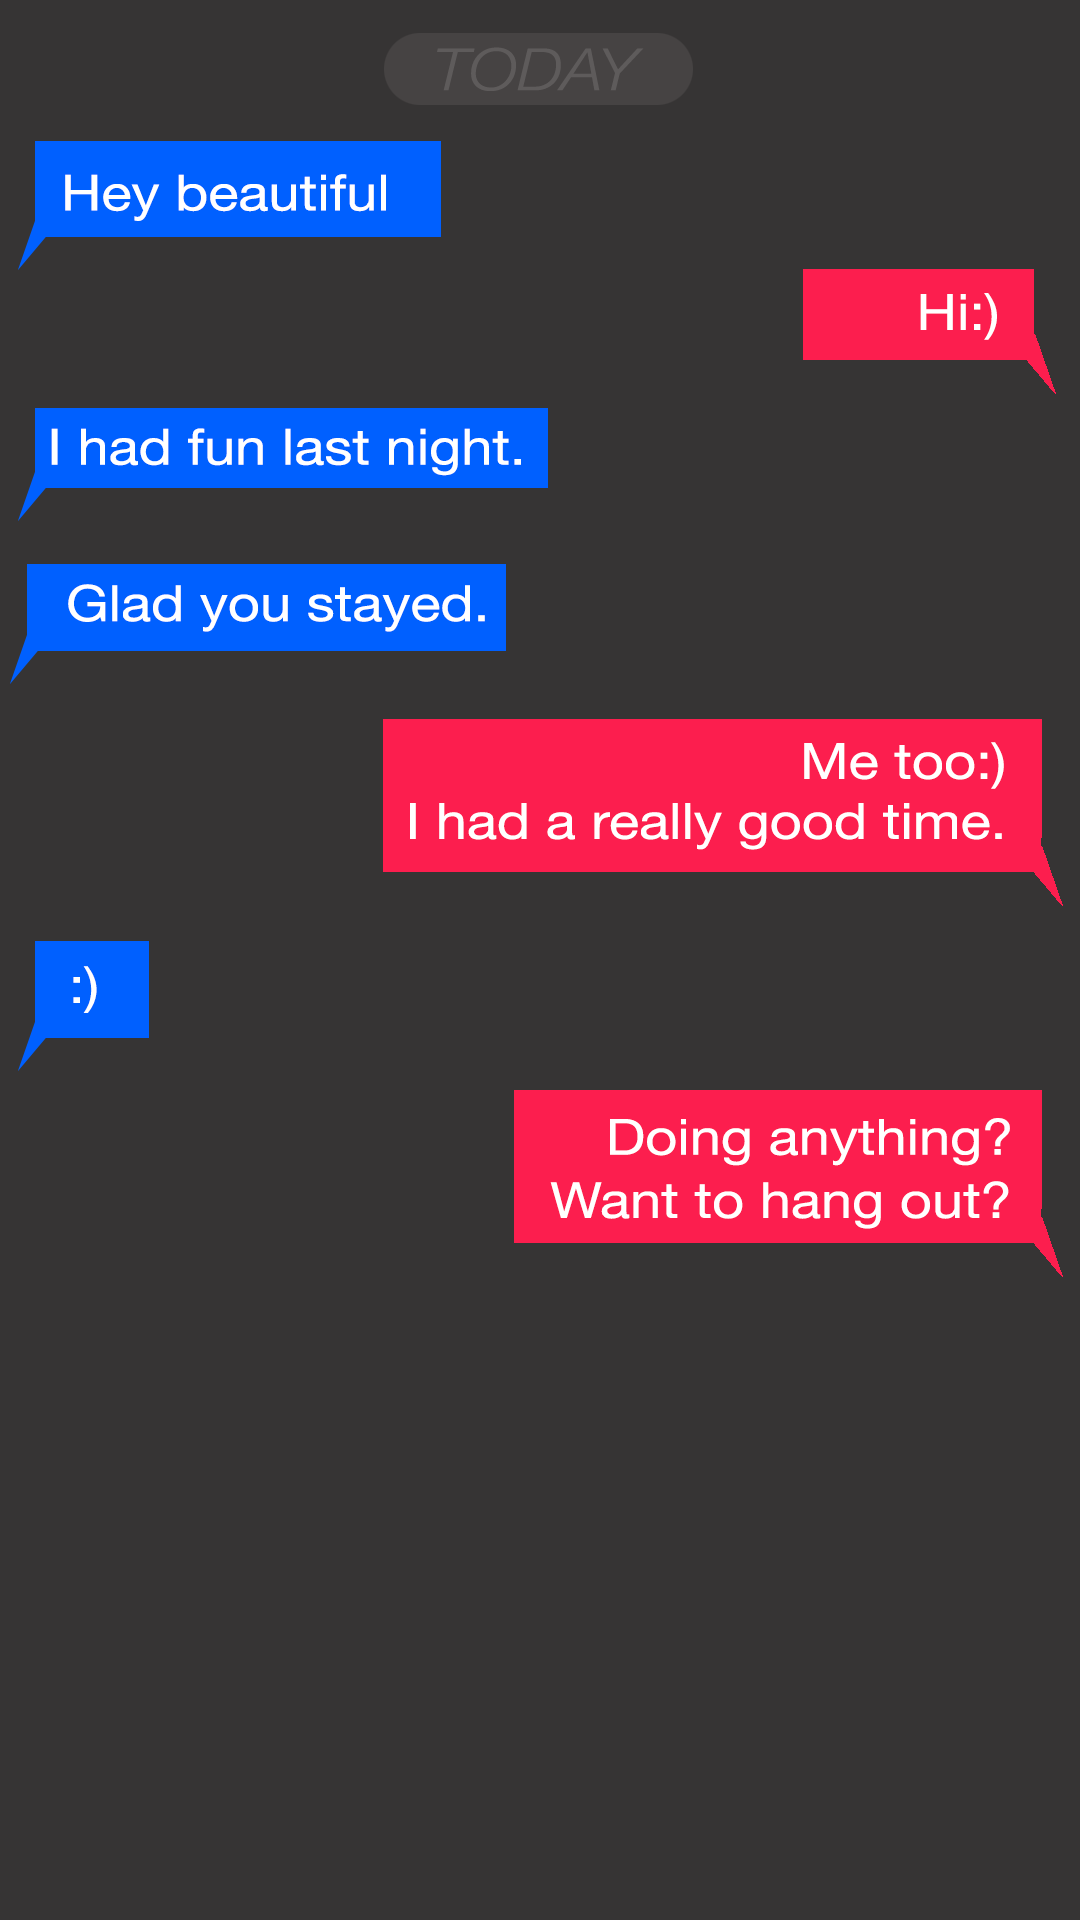 TODAY
Hey beautiful
Hi:)
I had fun last night.
Glad you stayed.
Me too:)
I had a really good time.
:)
Doing anything?
Want to hang out?